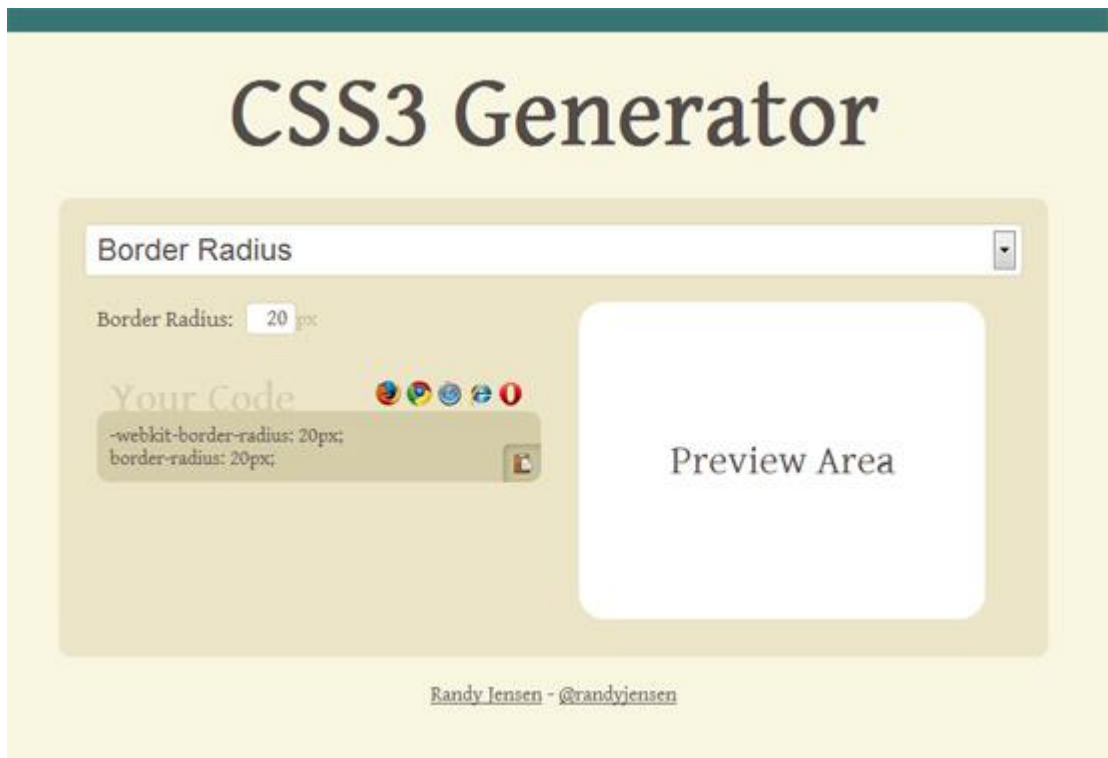 CSS3 Generator
Border Radius
Border Radius: 20 px
Your Code
-webkit-border-radius: 20px;
border-radius: 20px;
Preview Area
Randy Jensen - @randyjensen